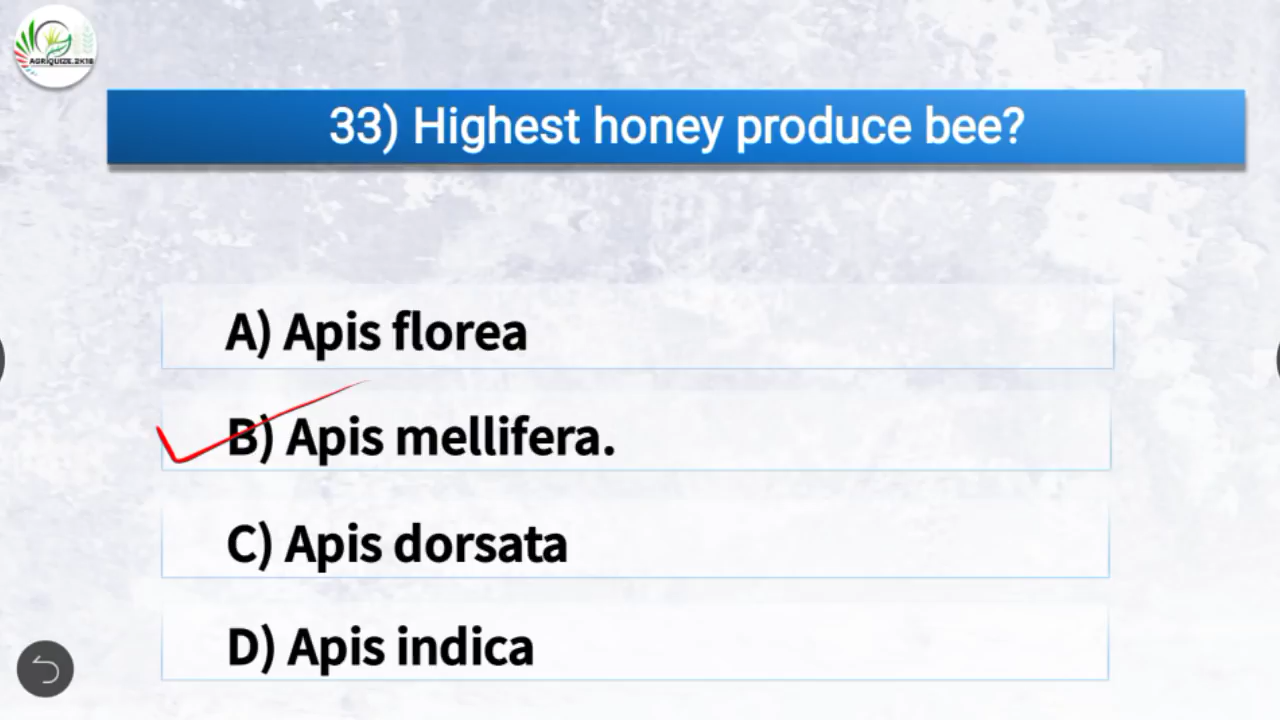 AGRIQUIZE.2K18
33) Highest honey produce bee?
A) Apis florea
B) Apis mellifera.
C) Apis dorsata
D) Apis indica